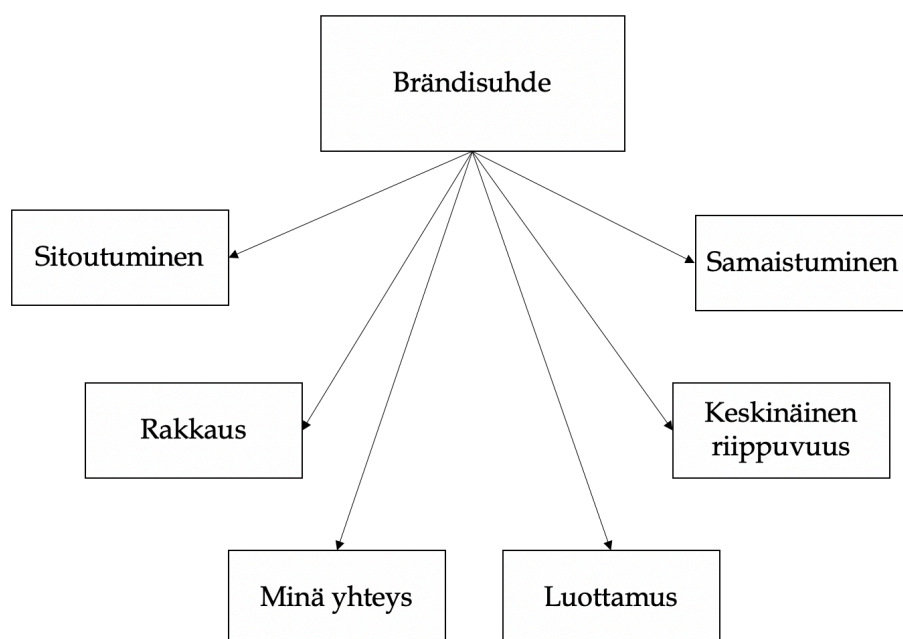 Brändisuhde
Sitoutuminen
Samaistuminen
Rakkaus
Keskinäinen
riippuvuus
Minä yhteys
Luottamus